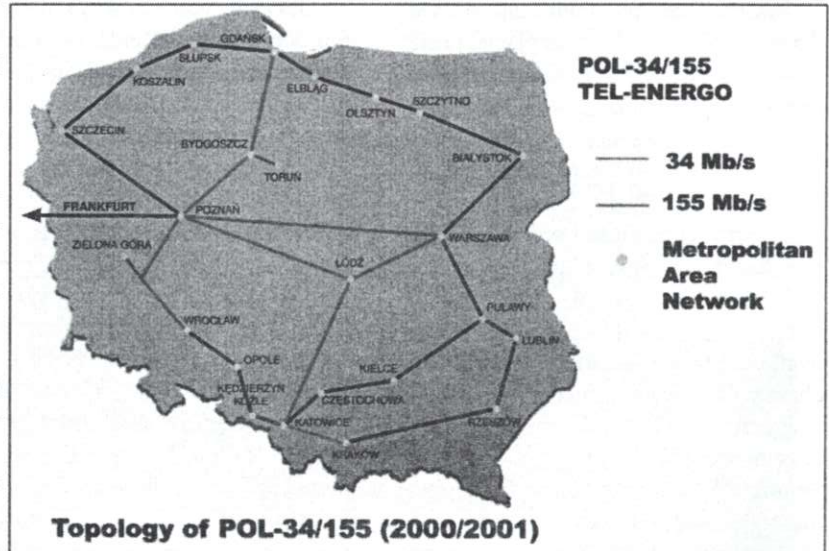 GDAŃSK
SŁUPSK
KOSZALIN
ELBLĄG
OLSZTYN
SZCZYTNO
SZCZECIN
BYDGOSZCZ
TORUŃ
BIAŁYSTOK
FRANKFURT
POZNAŃ
WARSZAWA
ZIELONA GÓRA
ŁÓDŹ
PULAWY
WROCŁAW
LUBLIN
OPOLE
KIELCE
KĘDZIERZYN
KOŹLE
CZĘSTOCHOWA
KATOWICE
RZESZÓW
KRAKÓW
POL-34/155
TEL-ENERGO
34 Mb/s
155 Mb/s
Metropolitan
Area
Network
Topology of POL-34/155 (2000/2001)